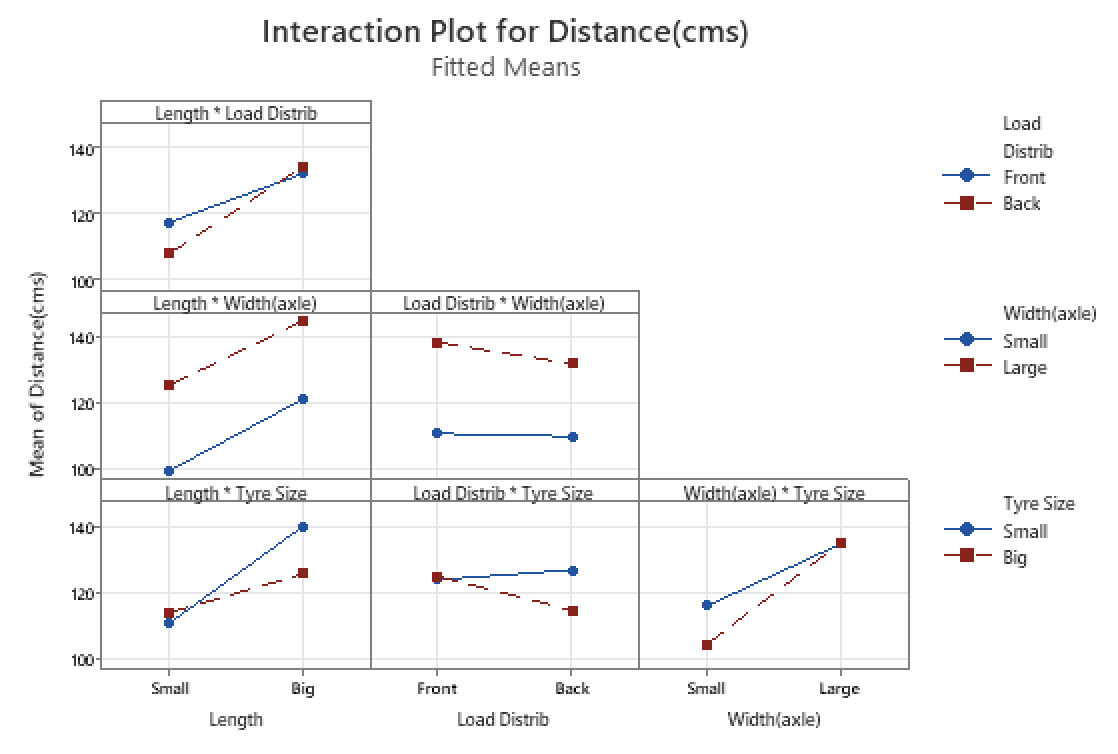 Interaction Plot for Distance(cms)
Fitted Means
Length * Load Distrib
140
120
100
Load
Distrib
Front
Back
Length * Width(axle)
Load Distrib * Width(axle)
140
120
100
Width(axle)
Small
Large
Mean of Distance(cms)
Length * Tyre Size
Load Distrib * Tyre Size
Width(axle) * Tyre Size
140
120
100
Tyre Size
Small
Big
Small Big Front Back Small Large
Length Load Distrib Width(axle)